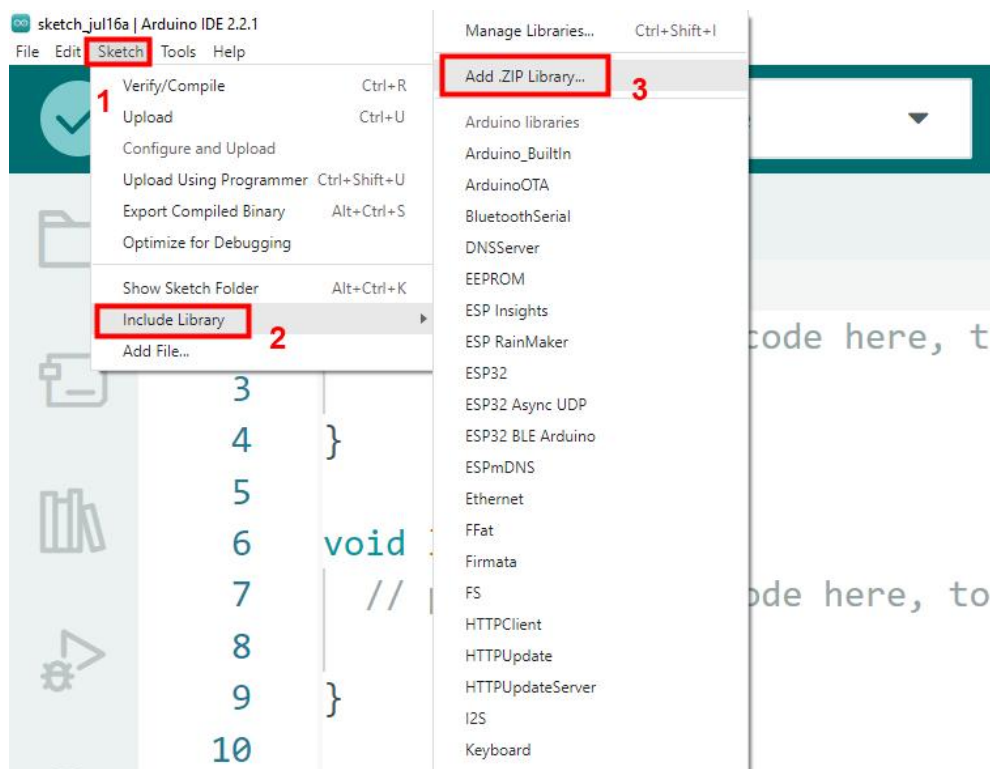 sketch_jul16a | Arduino IDE 2.2.1
File Edit Sketch Tools Help
1
Verify/Compile Ctrl+R
Upload Ctrl+U
Configure and Upload
Upload Using Programmer Ctrl+Shift+U
Export Compiled Binary Alt+Ctrl+S
Optimize for Debugging
Show Sketch Folder Alt+Ctrl+K
Include Library
2
Add File...
Manage Libraries... Ctrl+Shift+I
Add .ZIP Library...
3
Arduino libraries
Arduino_BuiltIn
ArduinoOTA
BluetoothSerial
DNSServer
EEPROM
ESP Insights
ESP RainMaker
ESP32
ESP32 Async UDP
ESP32 BLE Arduino
ESPmDNS
Ethernet
FFat
Firmata
FS
HTTPClient
HTTPUpdate
HTTPUpdateServer
I2S
Keyboard
code here, t
3
4 }
5
6 void
7 // here, to
8
9 }
10